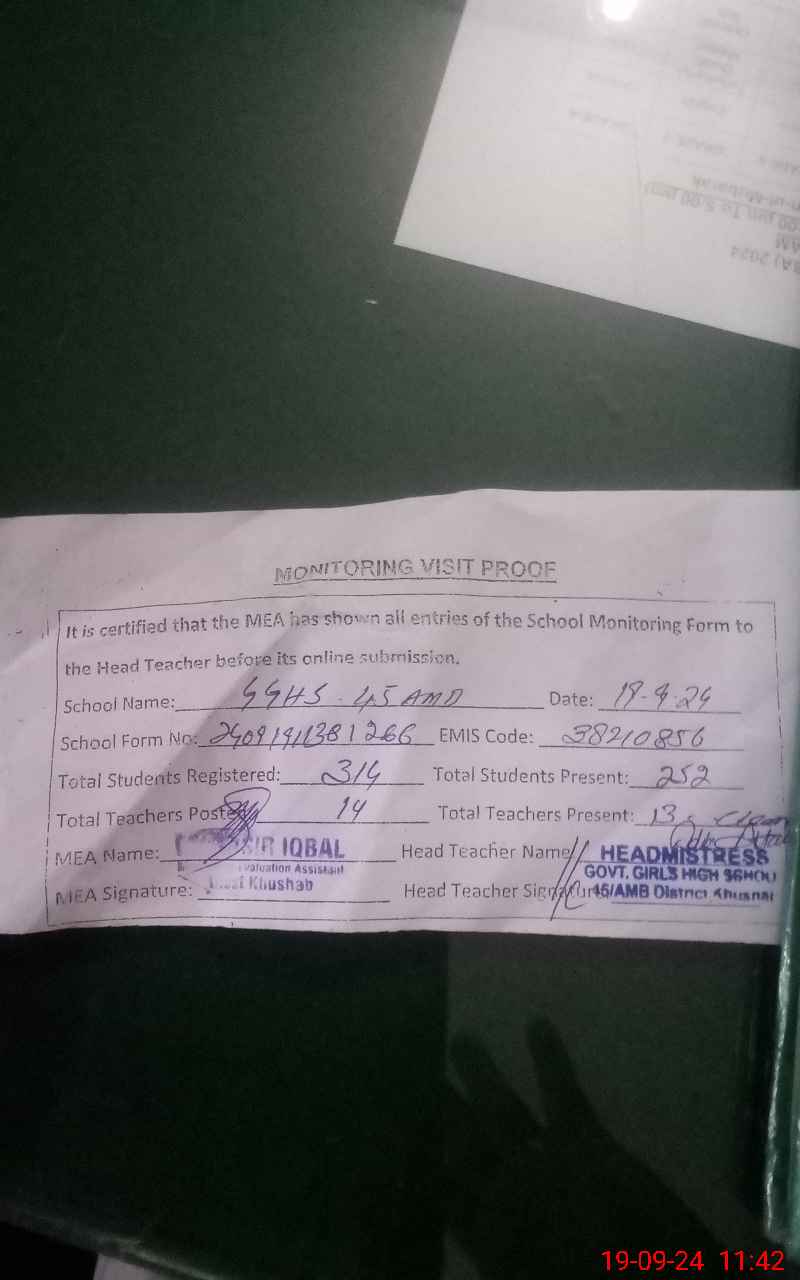 2024
MONITORING VISIT PROOF
It is certified that the MEA has shown all entries of the School Monitoring Form to
the Head Teacher before its online submission.
School Name: GGHS. 45 AMB Date: 19-9-24
School Form No: 24091911381266 EMIS Code: 38210856
Total Students Registered: 314 Total Students Present: 252
Total Teachers Posted 14 Total Teachers Present: 13
MEA Name: IQBAL Head Teacher Name
HEADMISTRESS
Evaluation Assistant
GOVT. GIRLS HIGH SCHOOL
MEA Signature: Khushab Head Teacher Signature
45/AMB District Khushab
19-09-24 11:42